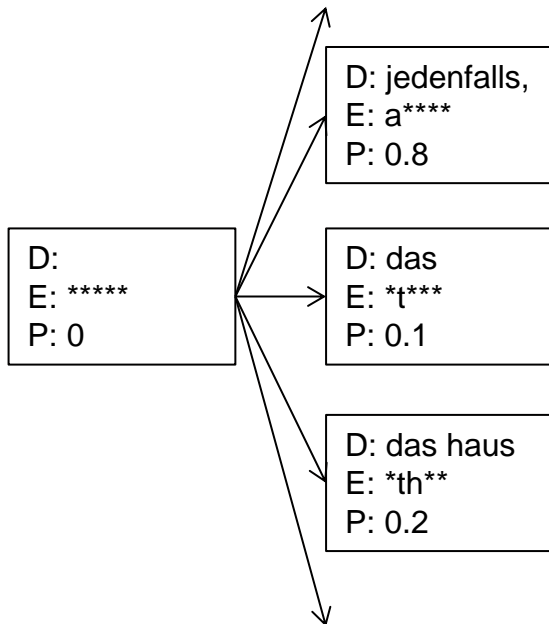 D:
E: *****
P: 0
D: jedenfalls,
E: a****
P: 0.8
D: das
E: *t***
P: 0.1
D: das haus
E: *th**
P: 0.2